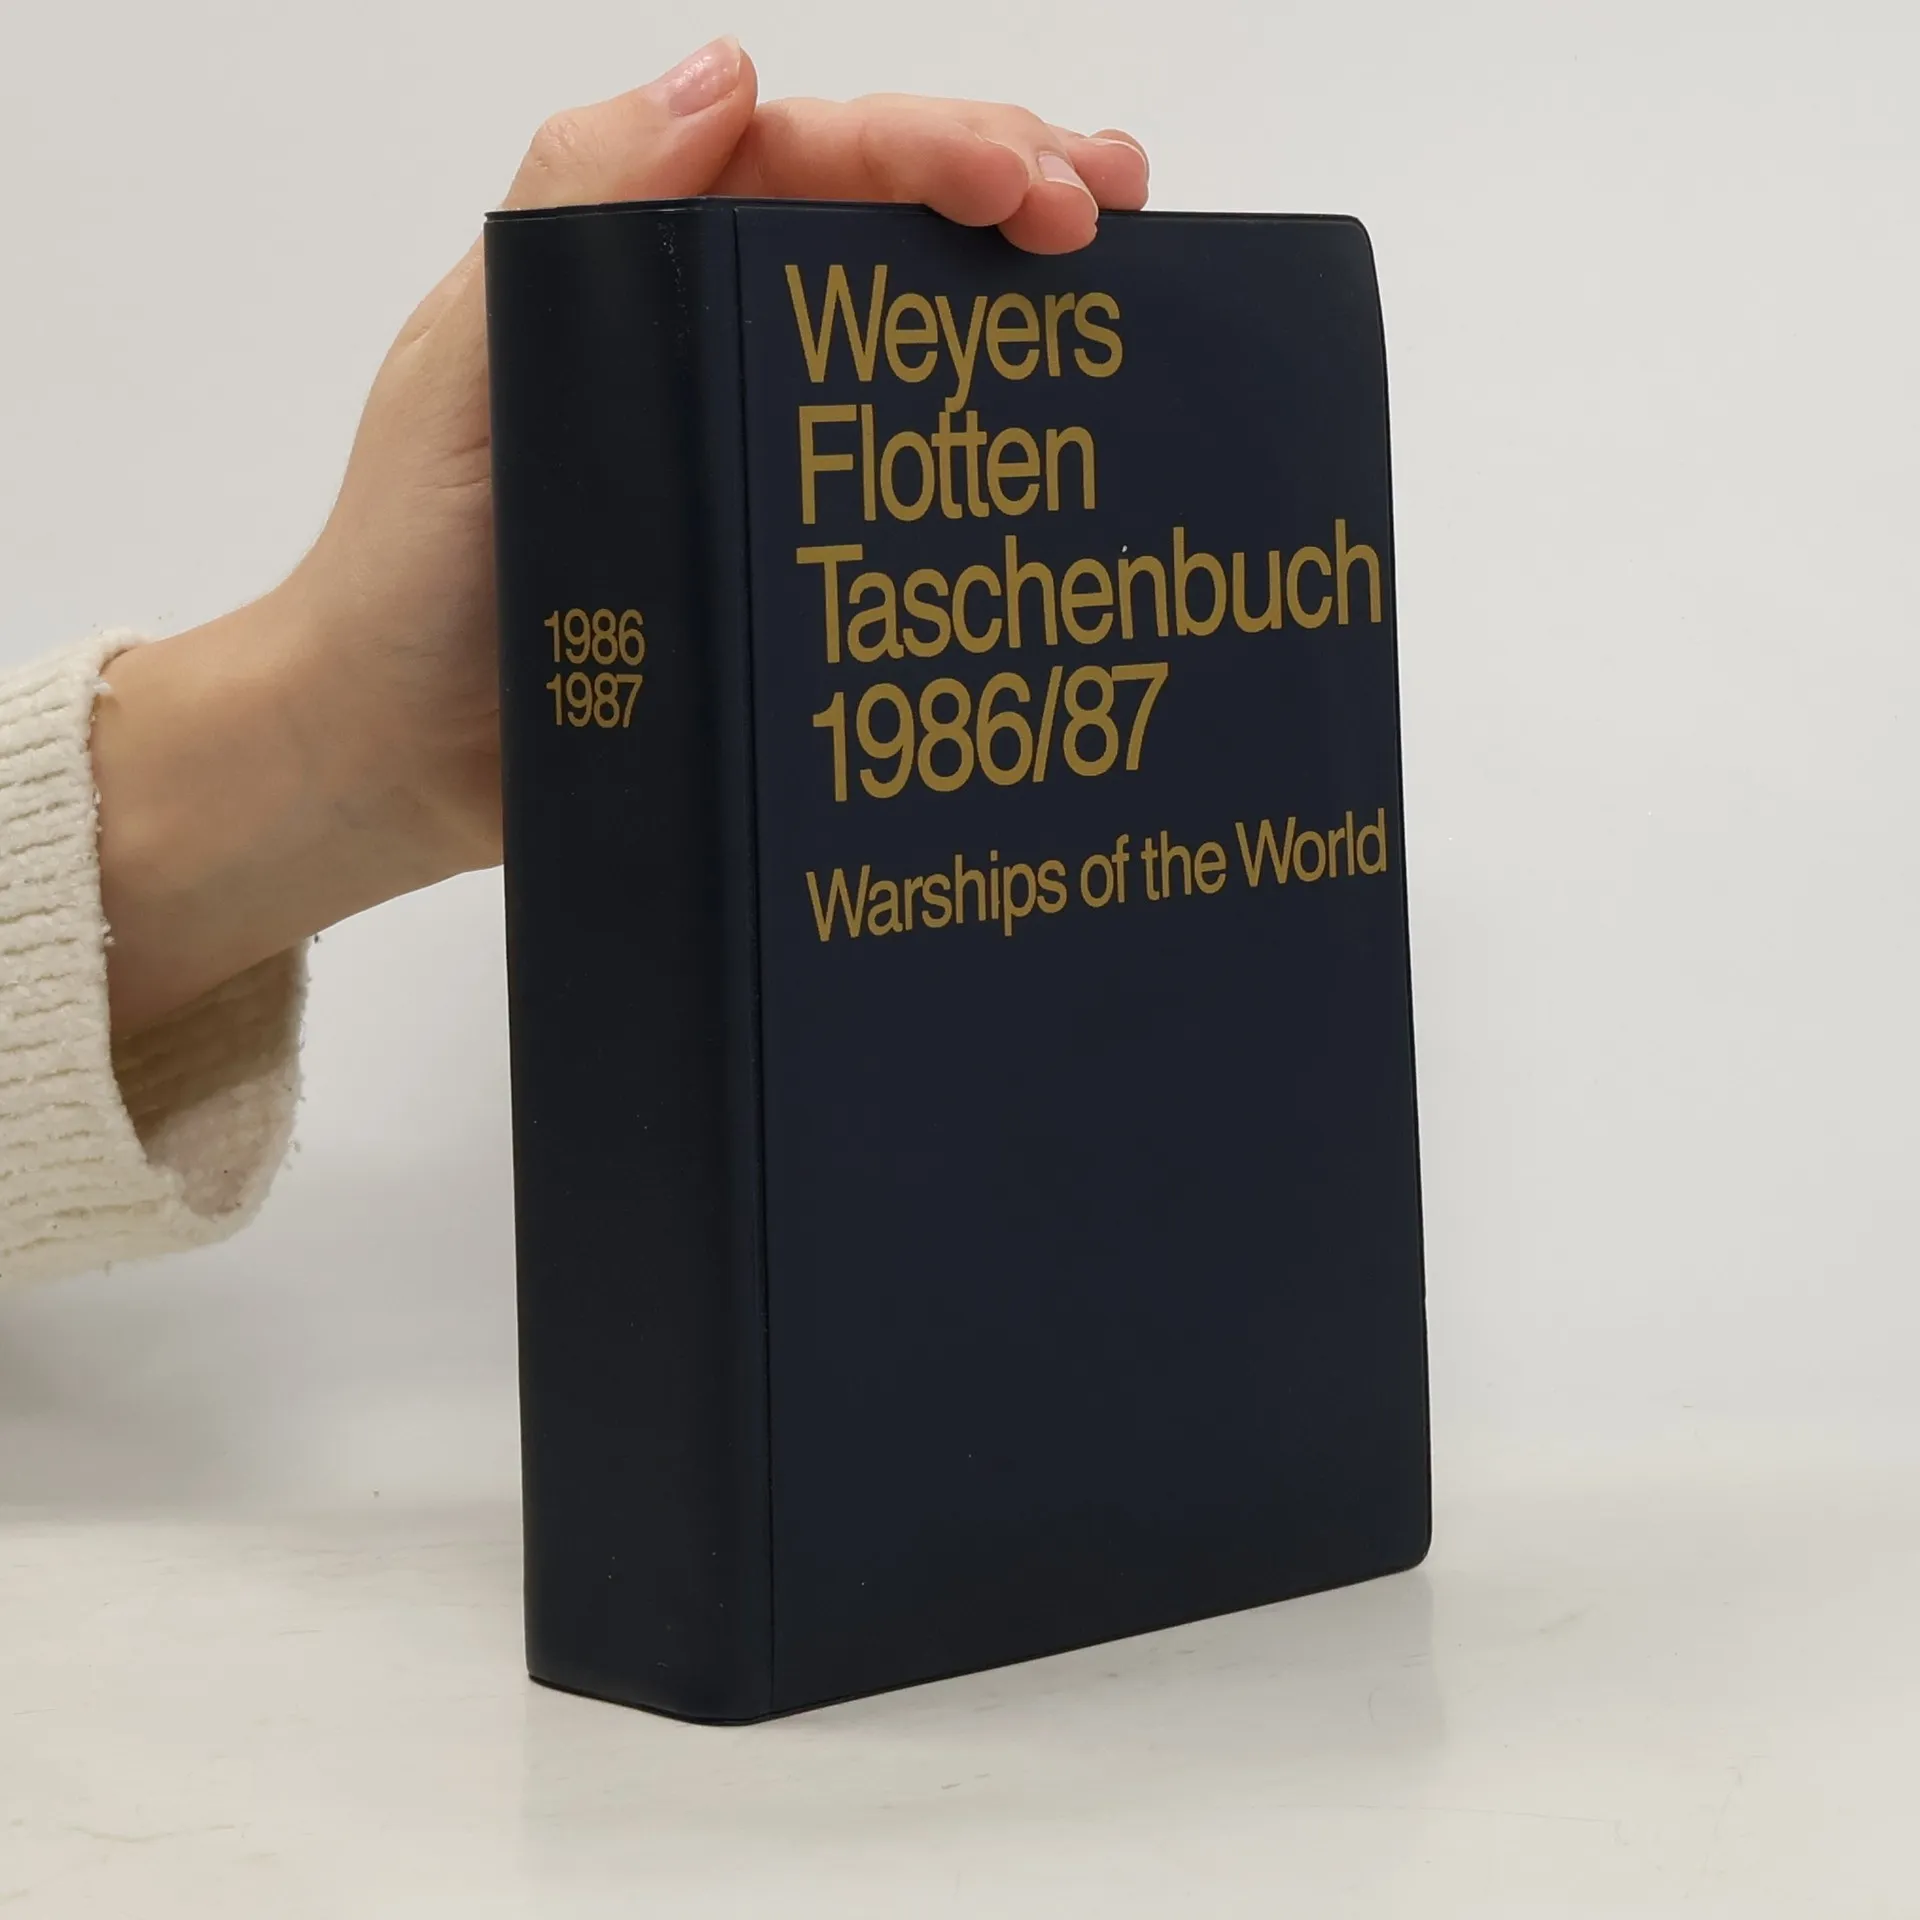 Weyers
Flotten
Taschenbuch
1986/87
Warships of the World
1986
1987